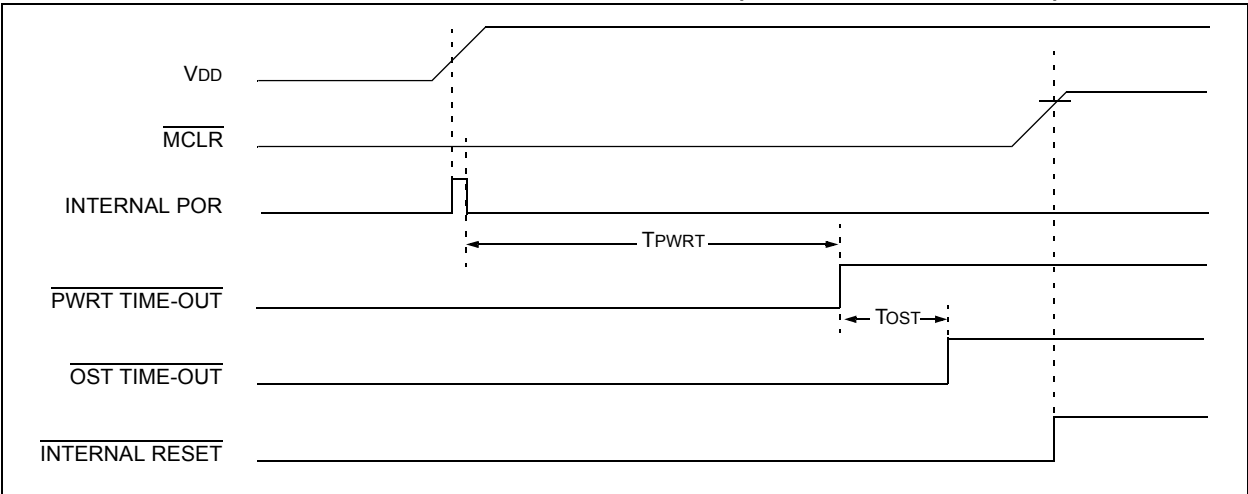 VDD
MCLR
INTERNAL POR
TPWRT
PWRT TIME-OUT
TOST
OST TIME-OUT
INTERNAL RESET